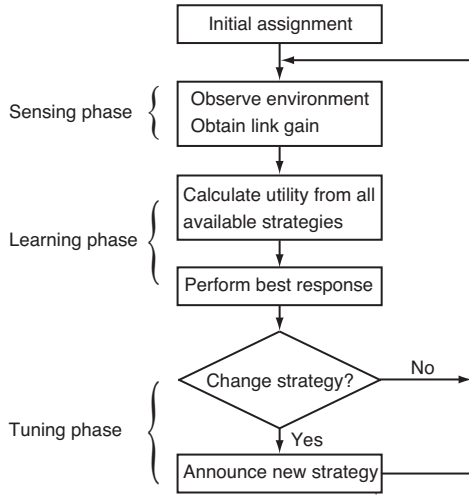 Initial assignment
Sensing phase
Observe environment
Obtain link gain
Learning phase
Calculate utility from all
available strategies
Perform best response
Tuning phase
Change strategy?
No
Yes
Announce new strategy